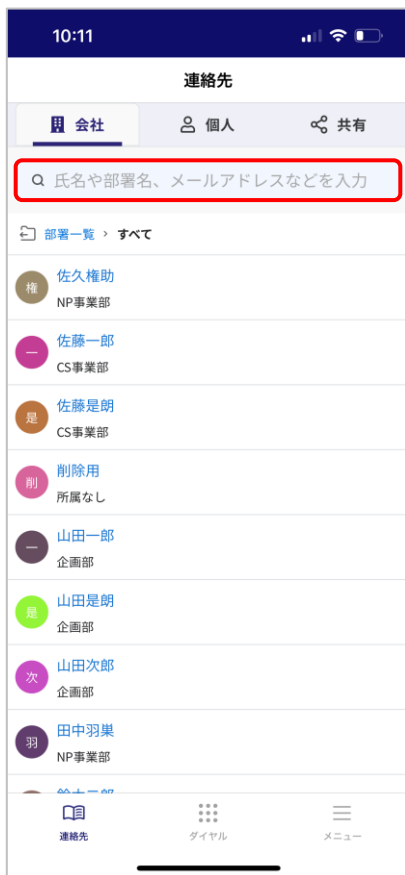 10:11
連絡先
会社 個人 共有
氏名や部署名、メールアドレスなどを入力
部署一覧 › すべて
権 佐久権助
NP事業部
一 佐藤一郎
CS事業部
是 佐藤是朗
CS事業部
削 削除用
所属なし
一 山田一郎
企画部
是 山田是朗
企画部
次 山田次郎
企画部
羽 田中羽巣
NP事業部
連絡先 ダイヤル メニュー